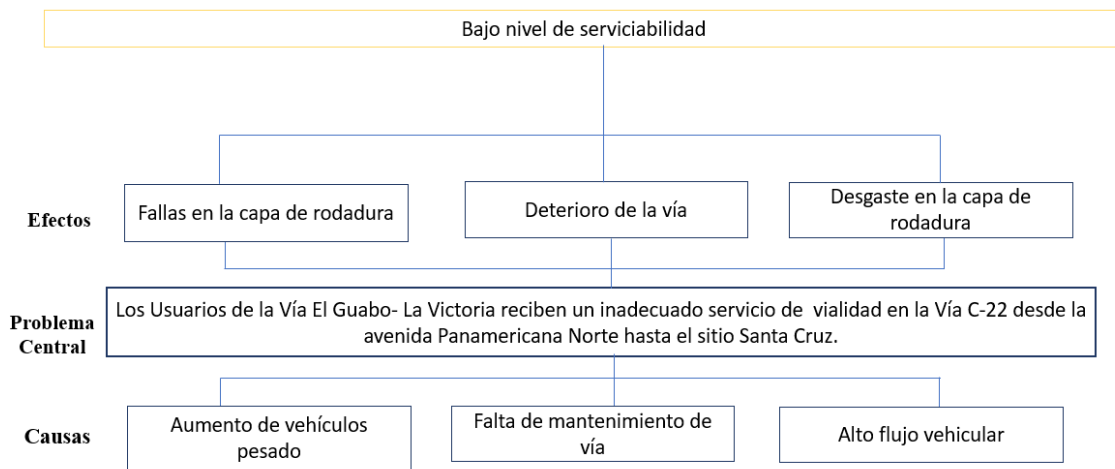 Bajo nivel de serviciabilidad
Efectos
Fallas en la capa de rodadura
Deterioro de la vía
Desgaste en la capa de
rodadura
Problema
Central
Los Usuarios de la Vía El Guabo- La Victoria reciben un inadecuado servicio de vialidad en la Vía C-22 desde la
avenida Panamericana Norte hasta el sitio Santa Cruz.
Causas
Aumento de vehículos
pesado
Falta de mantenimiento de
vía
Alto flujo vehicular